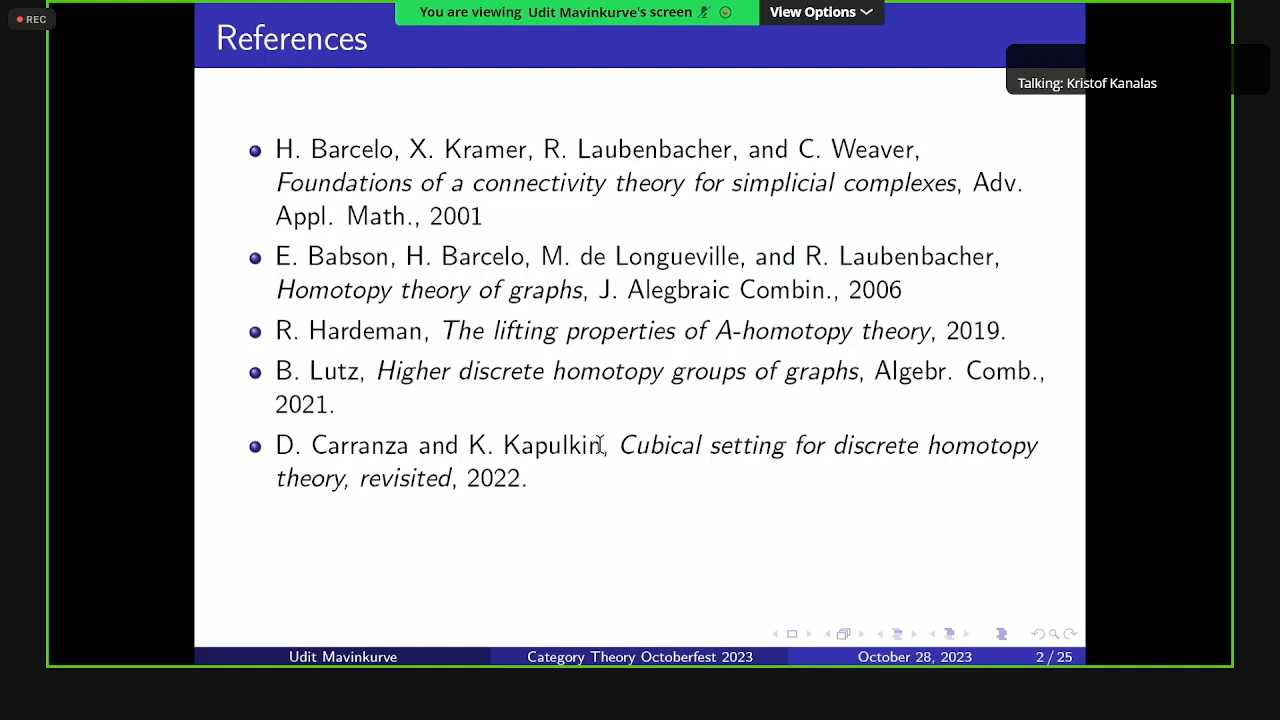 REC
You are viewing Udit Mavinkurve's screen
View Options
References
Talking: Kristof Kanalas
H. Barcelo, X. Kramer, R. Laubenbacher, and C. Weaver,
Foundations of a connectivity theory for simplicial complexes, Adv.
Appl. Math., 2001
E. Babson, H. Barcelo, M. de Longueville, and R. Laubenbacher,
Homotopy theory of graphs, J. Alegbraic Combin., 2006
R. Hardeman, The lifting properties of A-homotopy theory, 2019.
B. Lutz, Higher discrete homotopy groups of graphs, Algebr. Comb.,
2021.
D. Carranza and K. Kapulkin, Cubical setting for discrete homotopy
theory, revisited, 2022.
Udit Mavinkurve Category Theory Octoberfest 2023 October 28, 2023 2 / 25